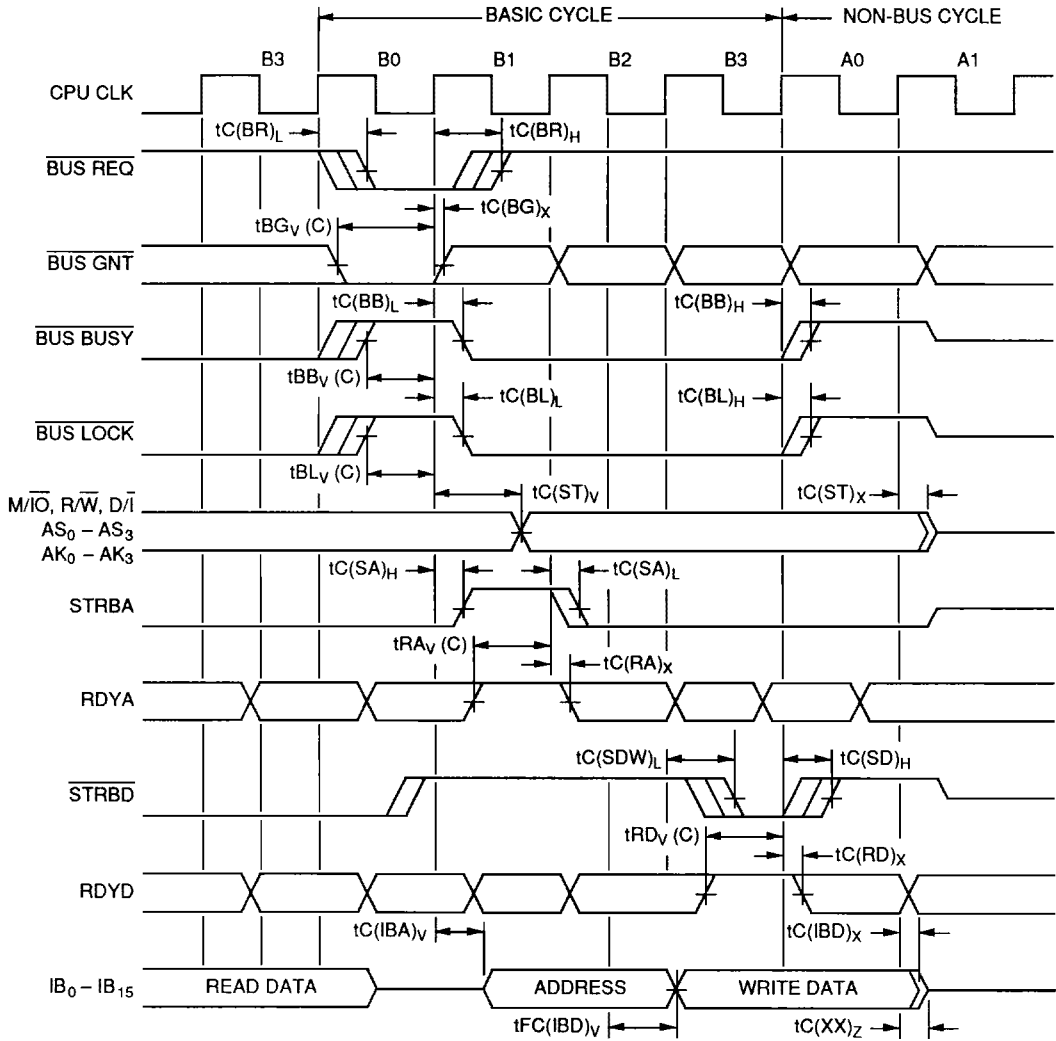 BASIC CYCLE NON-BUS CYCLE
B3 B0 B1 B2 B3 A0 A1
CPU CLK
tC(BR)L tC(BR)H
BUS REQ
tC(BG)X
tBGV (C)
BUS GNT
tC(BB)L tC(BB)H
BUS BUSY
tBBV (C)
tC(BL)L tC(BL)H
BUS LOCK
tBLV (C)
M/IO, R/W, D/I tC(ST)V tC(ST)X
AS0 – AS3
AK0 – AK3
tC(SA)H tC(SA)L
STRBA
tRAV (C)
tC(RA)X
RDYA
tC(SDW)L tC(SD)H
STRBD
tRDV (C)
tC(RD)X
RDYD
tC(IBA)V tC(IBD)X
IB0 – IB15 READ DATA ADDRESS WRITE DATA
tFC(IBD)V tC(XX)Z